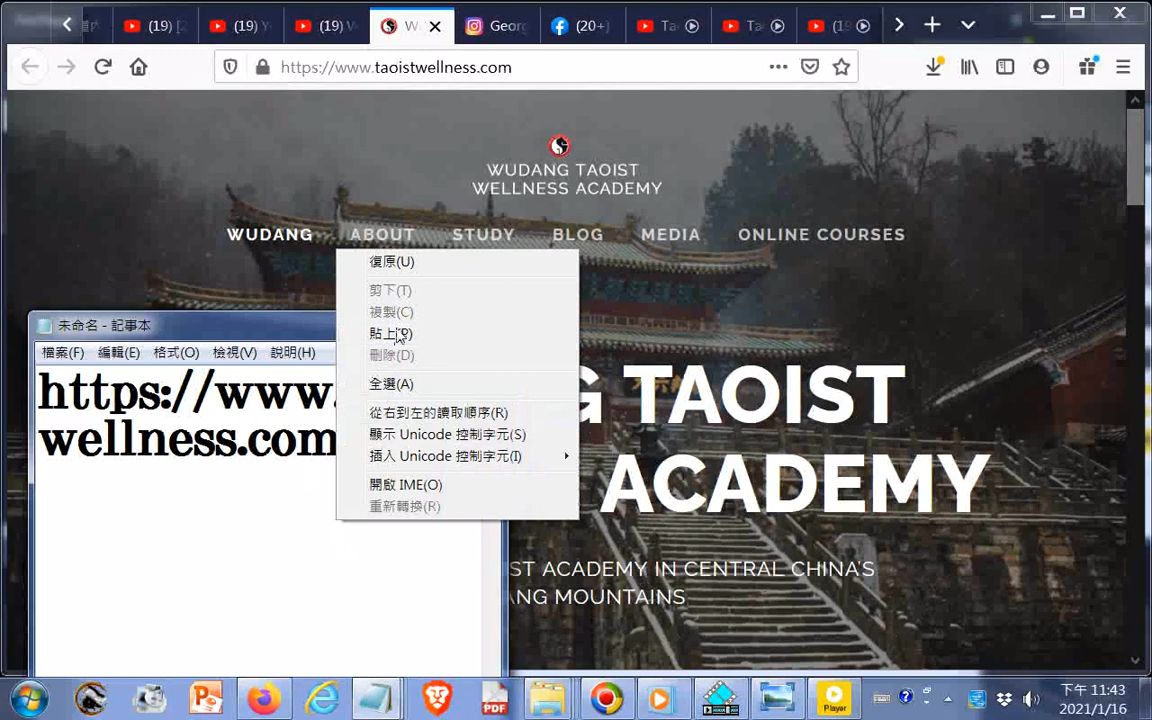 (19)
(19) Y
(19) V
W
Georg
(20+)
Ta
Ta
(19
https://www.taoistwellness.com
WUDANG TAOIST
WELLNESS ACADEMY
WUDANG ABOUT STUDY BLOG MEDIA ONLINE COURSES
復原(U)
剪下(T)
複製(C)
貼上(P)
刪除(D)
全選(A)
從右到左的讀取順序(R)
顯示 Unicode 控制字元(S)
插入 Unicode 控制字元(I)
開啟 IME(O)
重新轉換(R)
未命名 - 記事本
檔案(F) 編輯(E) 格式(O) 檢視(V) 說明(H)
https://www.
wellness.com
G TAOIST
ACADEMY
ST ACADEMY IN CENTRAL CHINA'S
ANG MOUNTAINS
PDF
Player
下午 11:43
2021/1/16